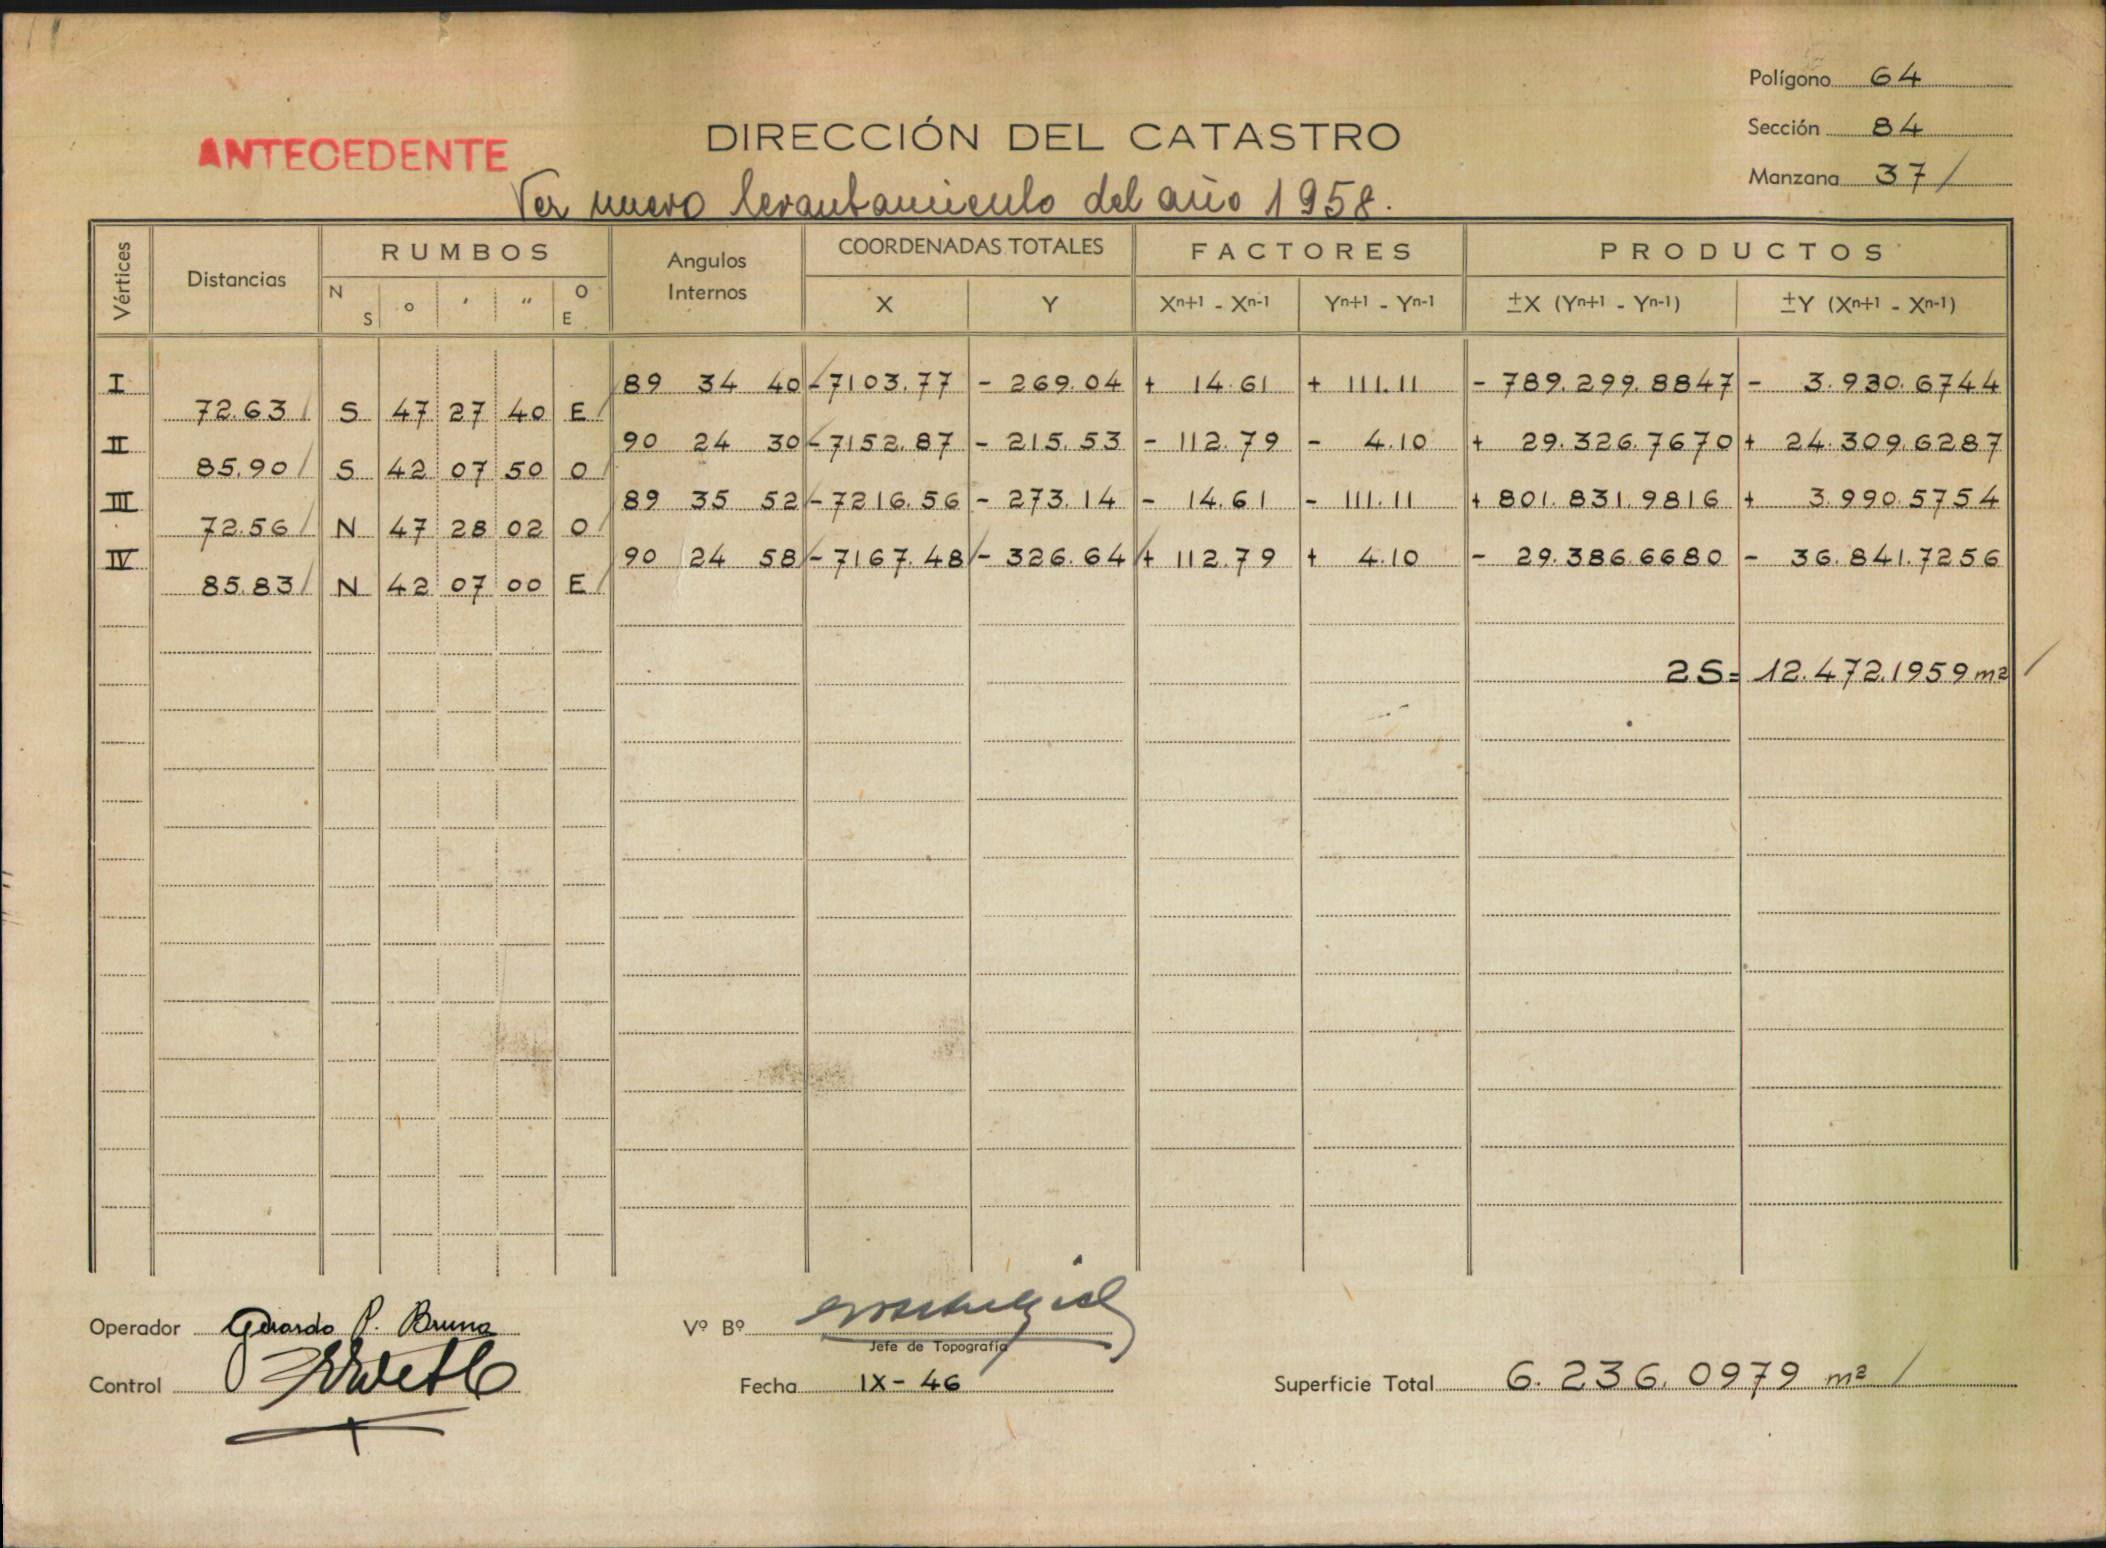 Polígono 64
ANTECEDENTE
DIRECCIÓN DEL CATASTRO
Sección 84
Manzana 37 /
Ver nuevo levantamiento del año 1958.
Vértices Distancias RUMBOS Angulos Internos COORDENADAS TOTALES FACTORES PRODUCTOS
N S o ' " O E X Y Xn+1 - Xn-1 Yn+1 - Yn-1 ±X (Yn+1 - Yn-1) ±Y (Xn+1 - Xn-1)
I 89 34 40 -7103.77 - 269.04 + 14.61 + 111.11 - 789.299.8847 - 3.930.6744
72.63 / S 47 27 40 E /
II 90 24 30 -7152.87 - 215.53 - 112.79 - 4.10 + 29.326.7670 + 24.309.6287
85.90 / S 42 07 50 O
III 89 35 52 -7216.56 - 273.14 - 14.61 - 111.11 + 801.831.9816 + 3.990.5754
72.56 / N 47 28 02 O /
IV 90 24 58 -7167.48 - 326.64 + 112.79 + 4.10 - 29.386.6680 - 36.841.7256
85.83 / N 42 07 00 E /
2S= 12.472.1959 m2 /
Operador Gerardo P. Bruno Vº Bº
Jefe de Topografía
Control Fecha IX - 46 Superficie Total 6.236.0979 m2 /